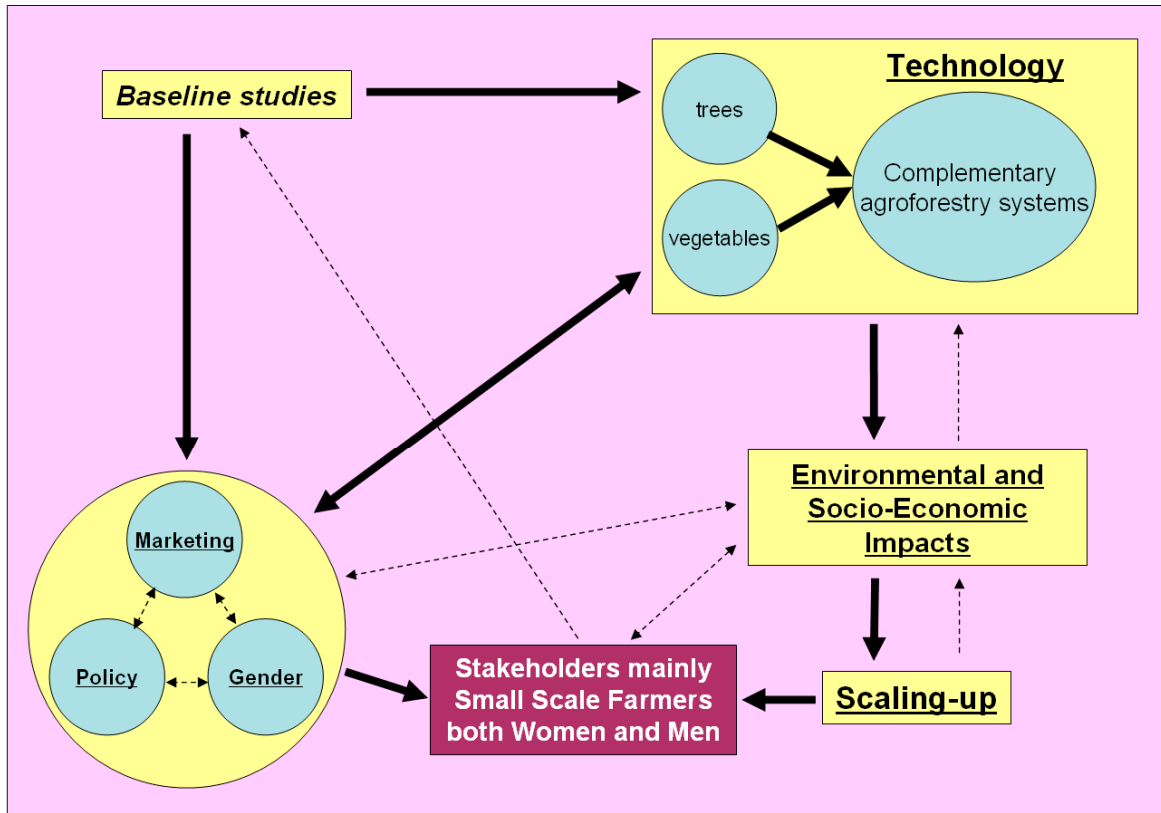 Baseline studies
Technology
trees
vegetables
Complementary
agroforestry systems
Environmental and
Socio-Economic
Impacts
Marketing
Policy
Gender
Stakeholders mainly
Small Scale Farmers
both Women and Men
Scaling-up